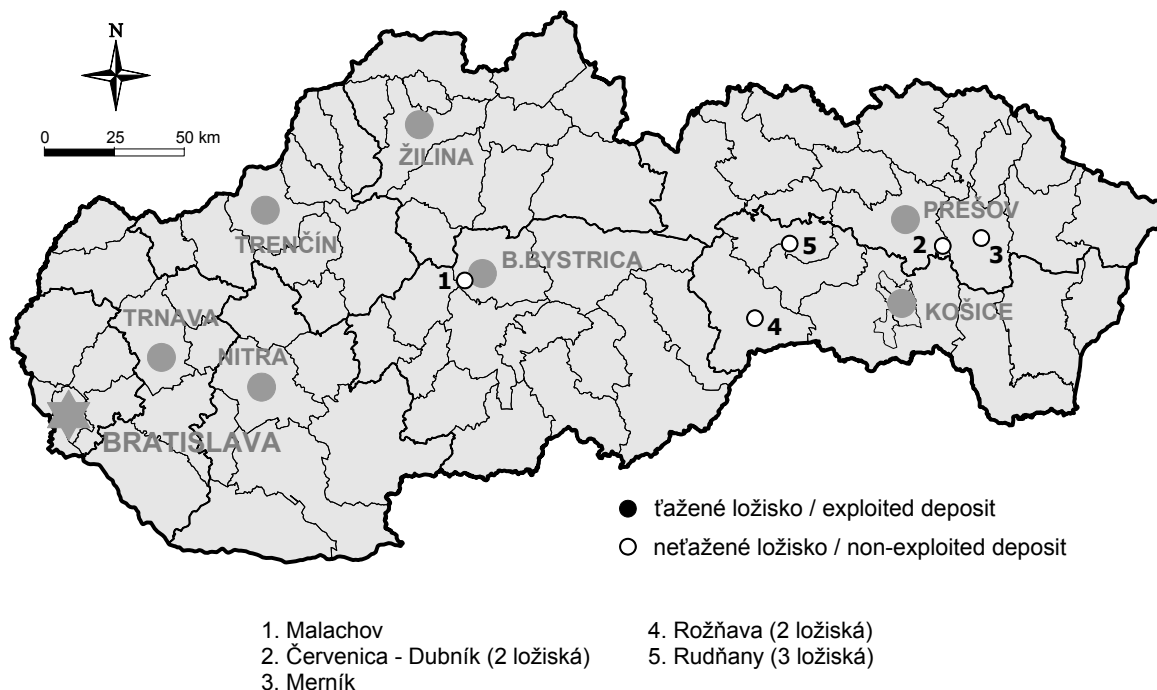 N
0 25 50 km
ŽILINA
PREŠOV
TRENČÍN
2
3
5
B.BYSTRICA
1
TRNAVA
KOŠICE
4
NITRA
BRATISLAVA
ťažené ložisko / exploited deposit
neťažené ložisko / non-exploited deposit
1. Malachov
2. Červenica - Dubník (2 ložiská)
3. Merník
4. Rožňava (2 ložiská)
5. Rudňany (3 ložiská)